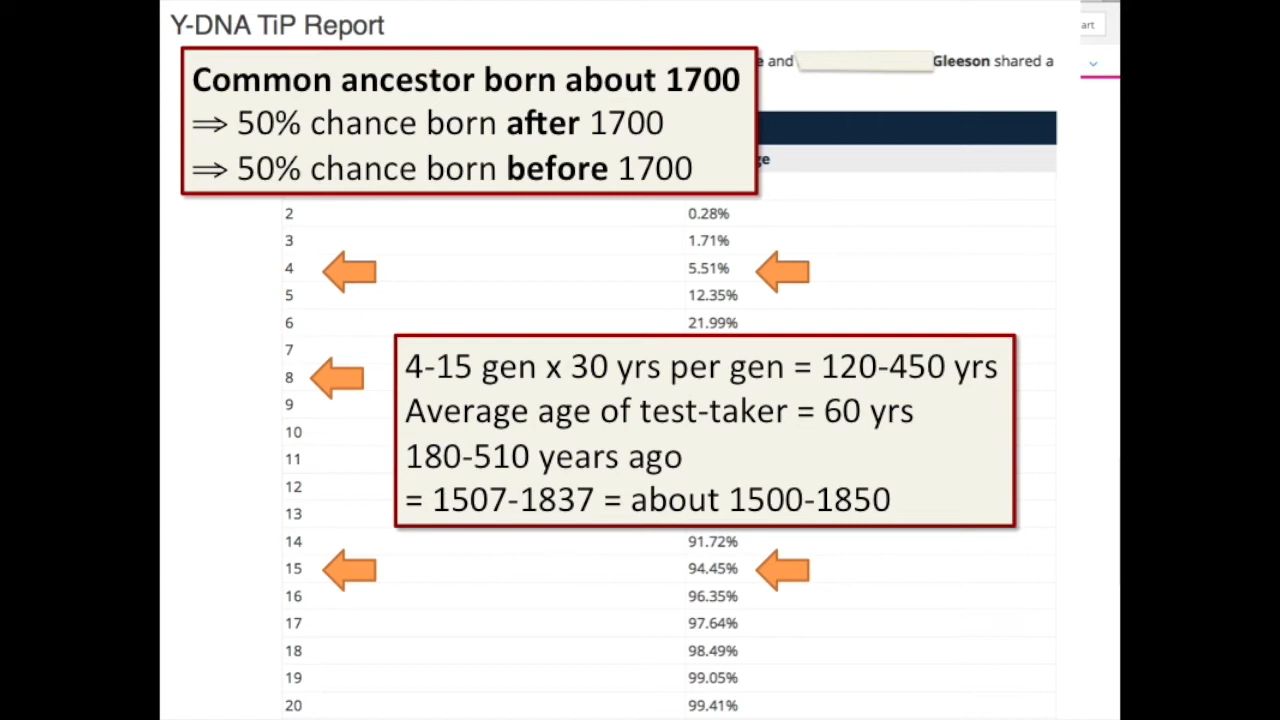 Y-DNA TiP Report
art
e and Gleeson shared a
Common ancestor born about 1700
⇒ 50% chance born after 1700
⇒ 50% chance born before 1700
ge
2 0.28%
3 1.71%
4 5.51%
5 12.35%
6 21.99%
7
8
9
10
11
12
13
4-15 gen x 30 yrs per gen = 120-450 yrs
Average age of test-taker = 60 yrs
180-510 years ago
= 1507-1837 = about 1500-1850
14 91.72%
15 94.45%
16 96.35%
17 97.64%
18 98.49%
19 99.05%
20 99.41%